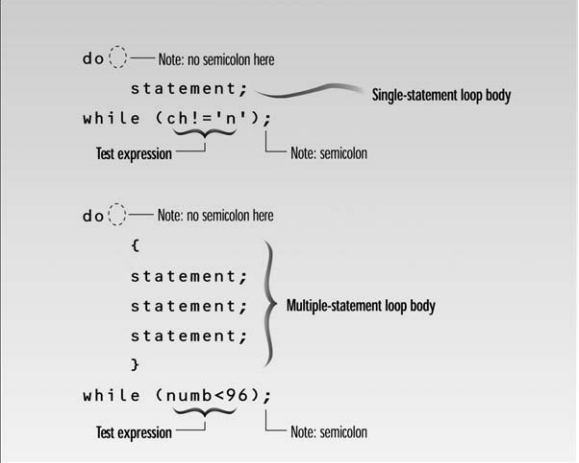 do Note: no semicolon here
statement; Single-statement loop body
while (ch!='n');
Test expression Note: semicolon
do Note: no semicolon here
{
statement;
statement; Multiple-statement loop body
statement;
}
while (numb<96);
Test expression Note: semicolon